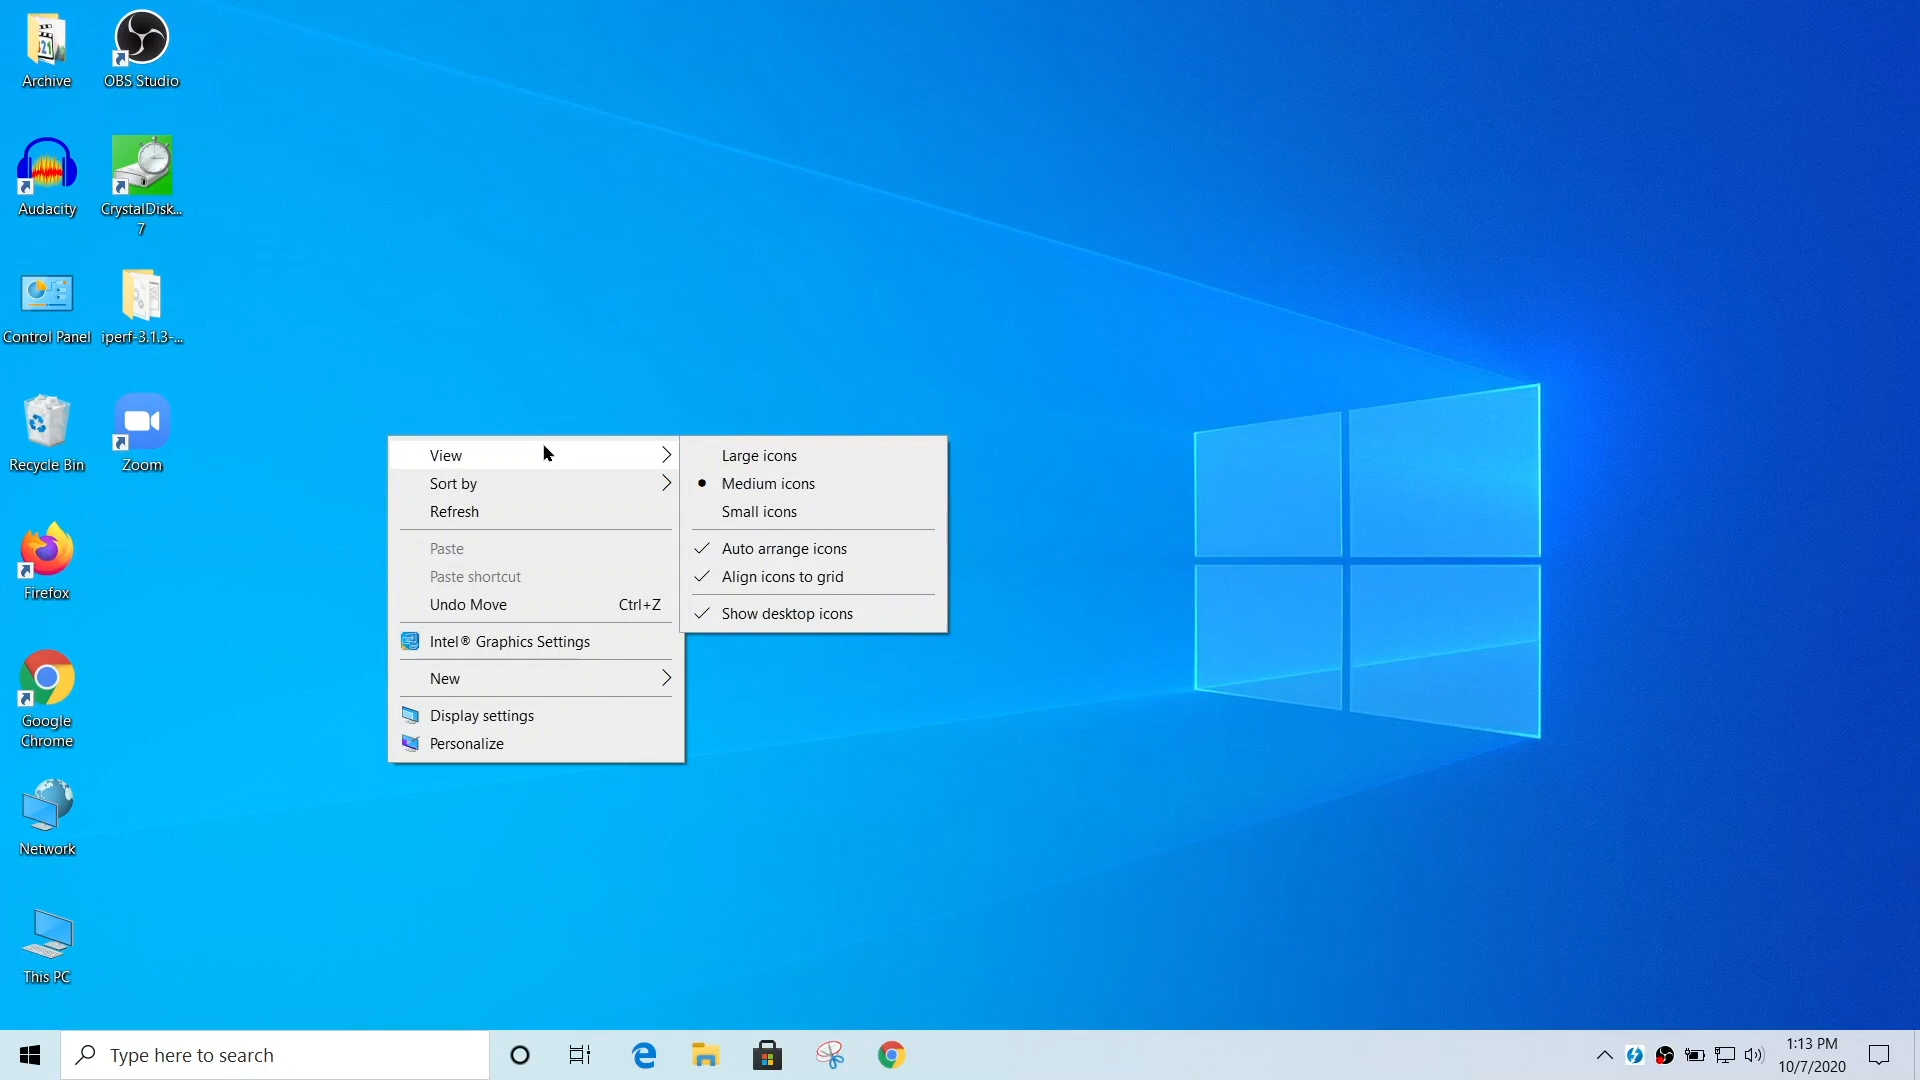 Archive
OBS Studio
Audacity
CrystalDisk...
7
Control Panel
iperf-3.1.3-...
Recycle Bin
Zoom
Firefox
Google
Chrome
Network
This PC
View
Sort by
Refresh
Paste
Paste shortcut
Undo Move Ctrl+Z
Intel® Graphics Settings
New
Display settings
Personalize
Large icons
Medium icons
Small icons
Auto arrange icons
Align icons to grid
Show desktop icons
Type here to search
1:13 PM
10/7/2020